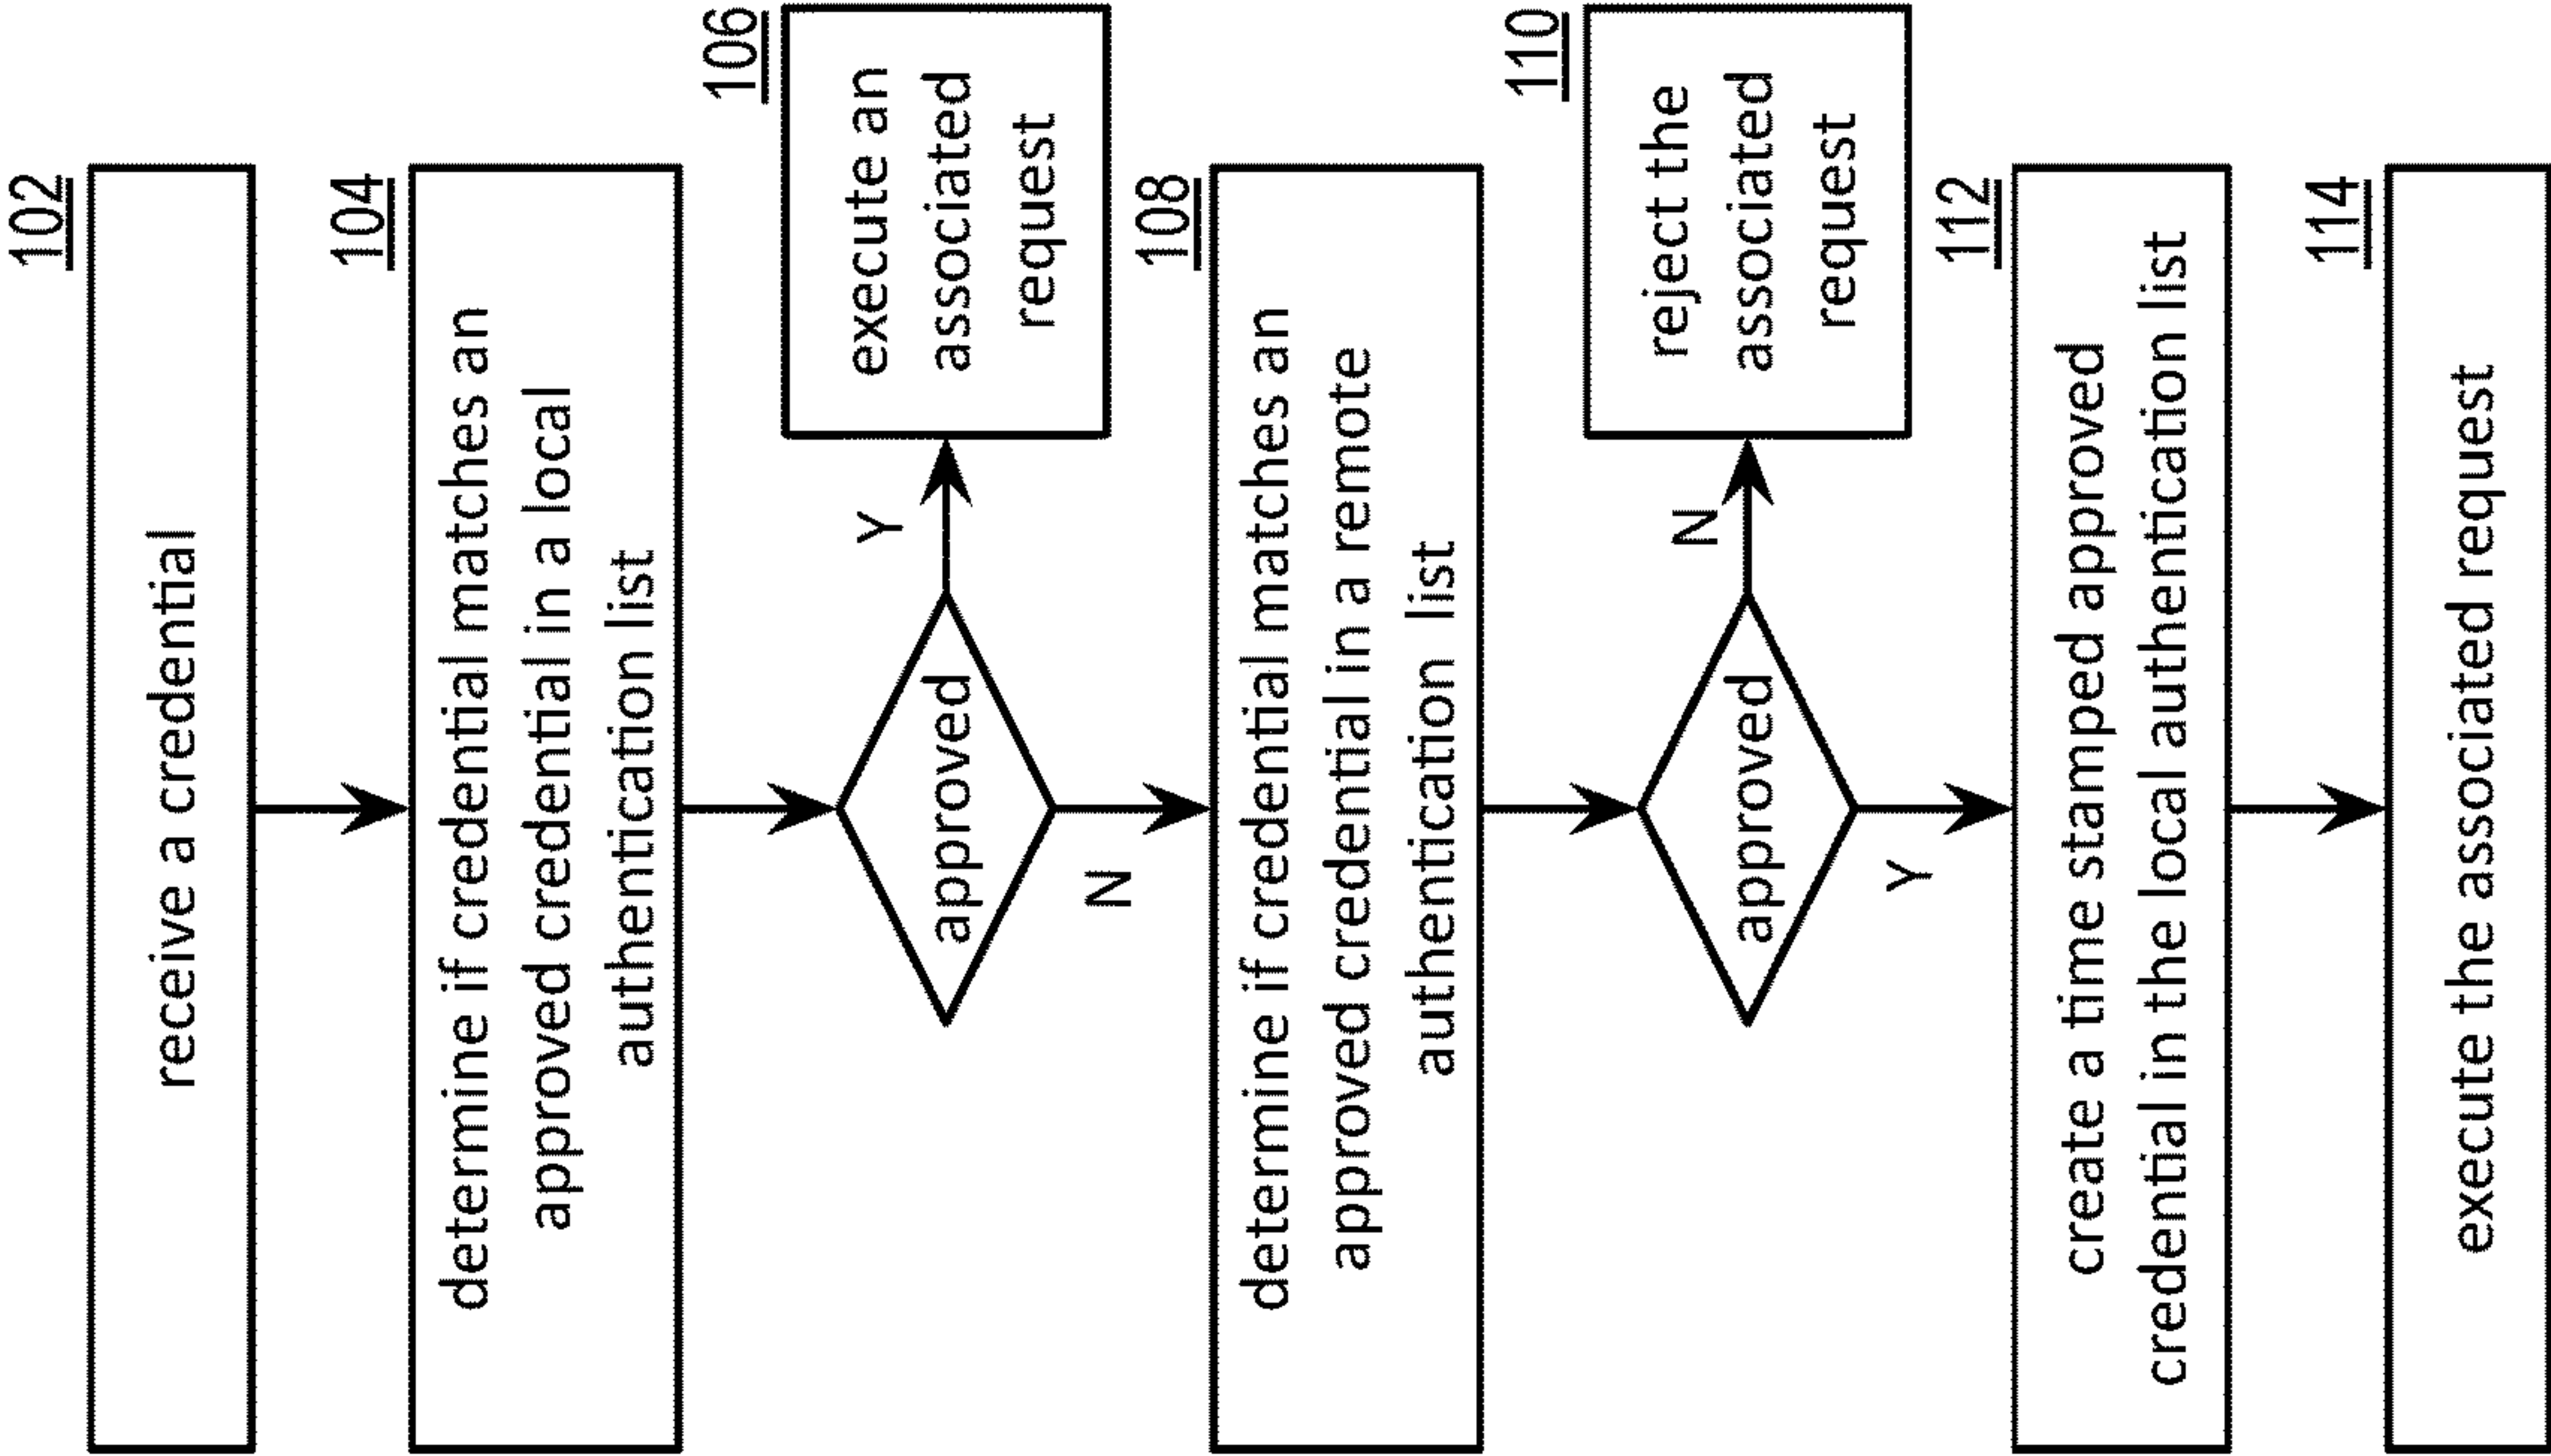 102
receive a credential
104
determine if credential matches an
approved credential in a local
authentication list
approved
Y
106
execute an
associated
request
N
108
determine if credential matches an
approved credential in a remote
authentication list
approved
N
110
reject the
associated
request
Y
112
create a time stamped approved
credential in the local authentication list
114
execute the associated request